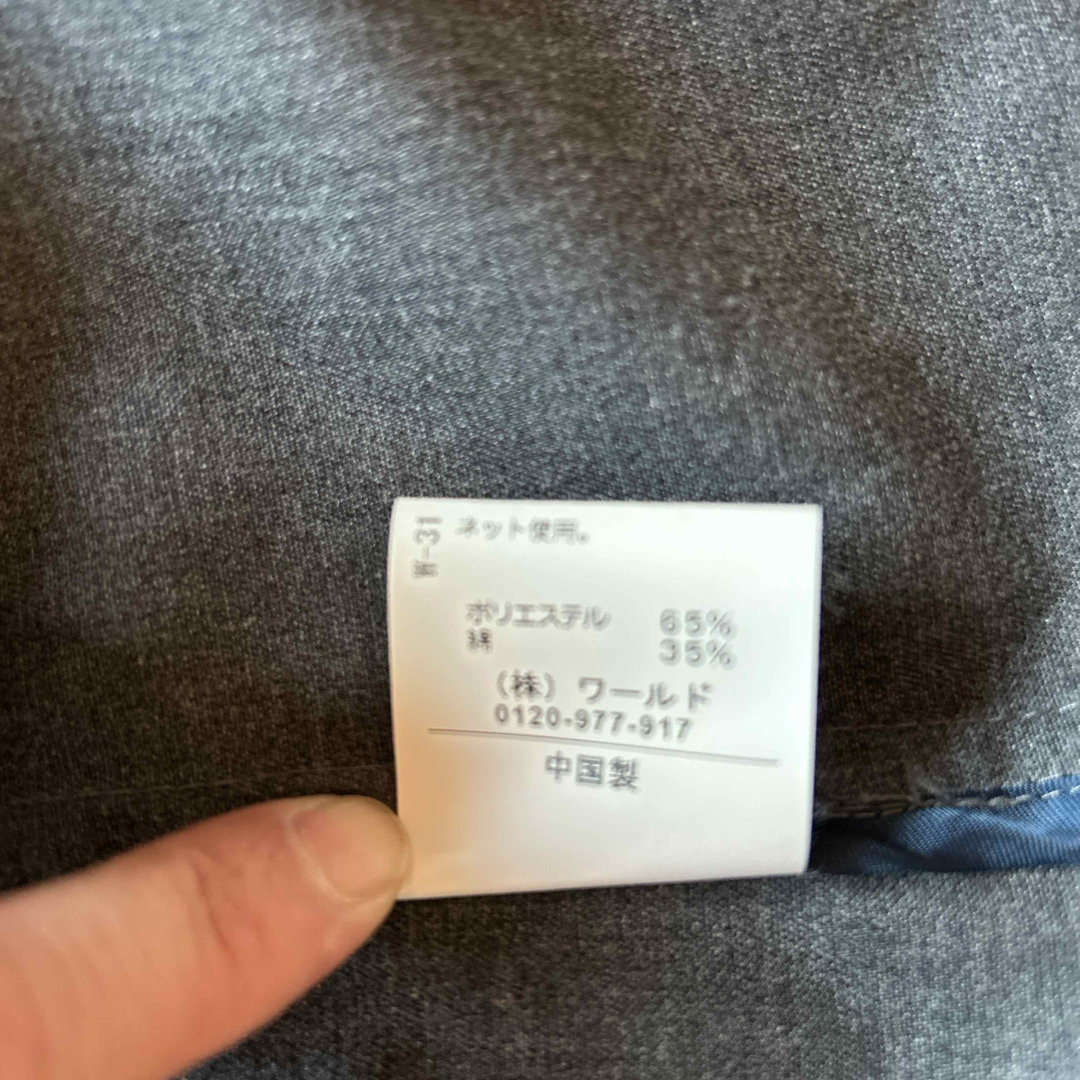 W-31
ネット使用。
ポリエステル 65%
綿 35%
(株) ワールド
0120-977-917
中国製